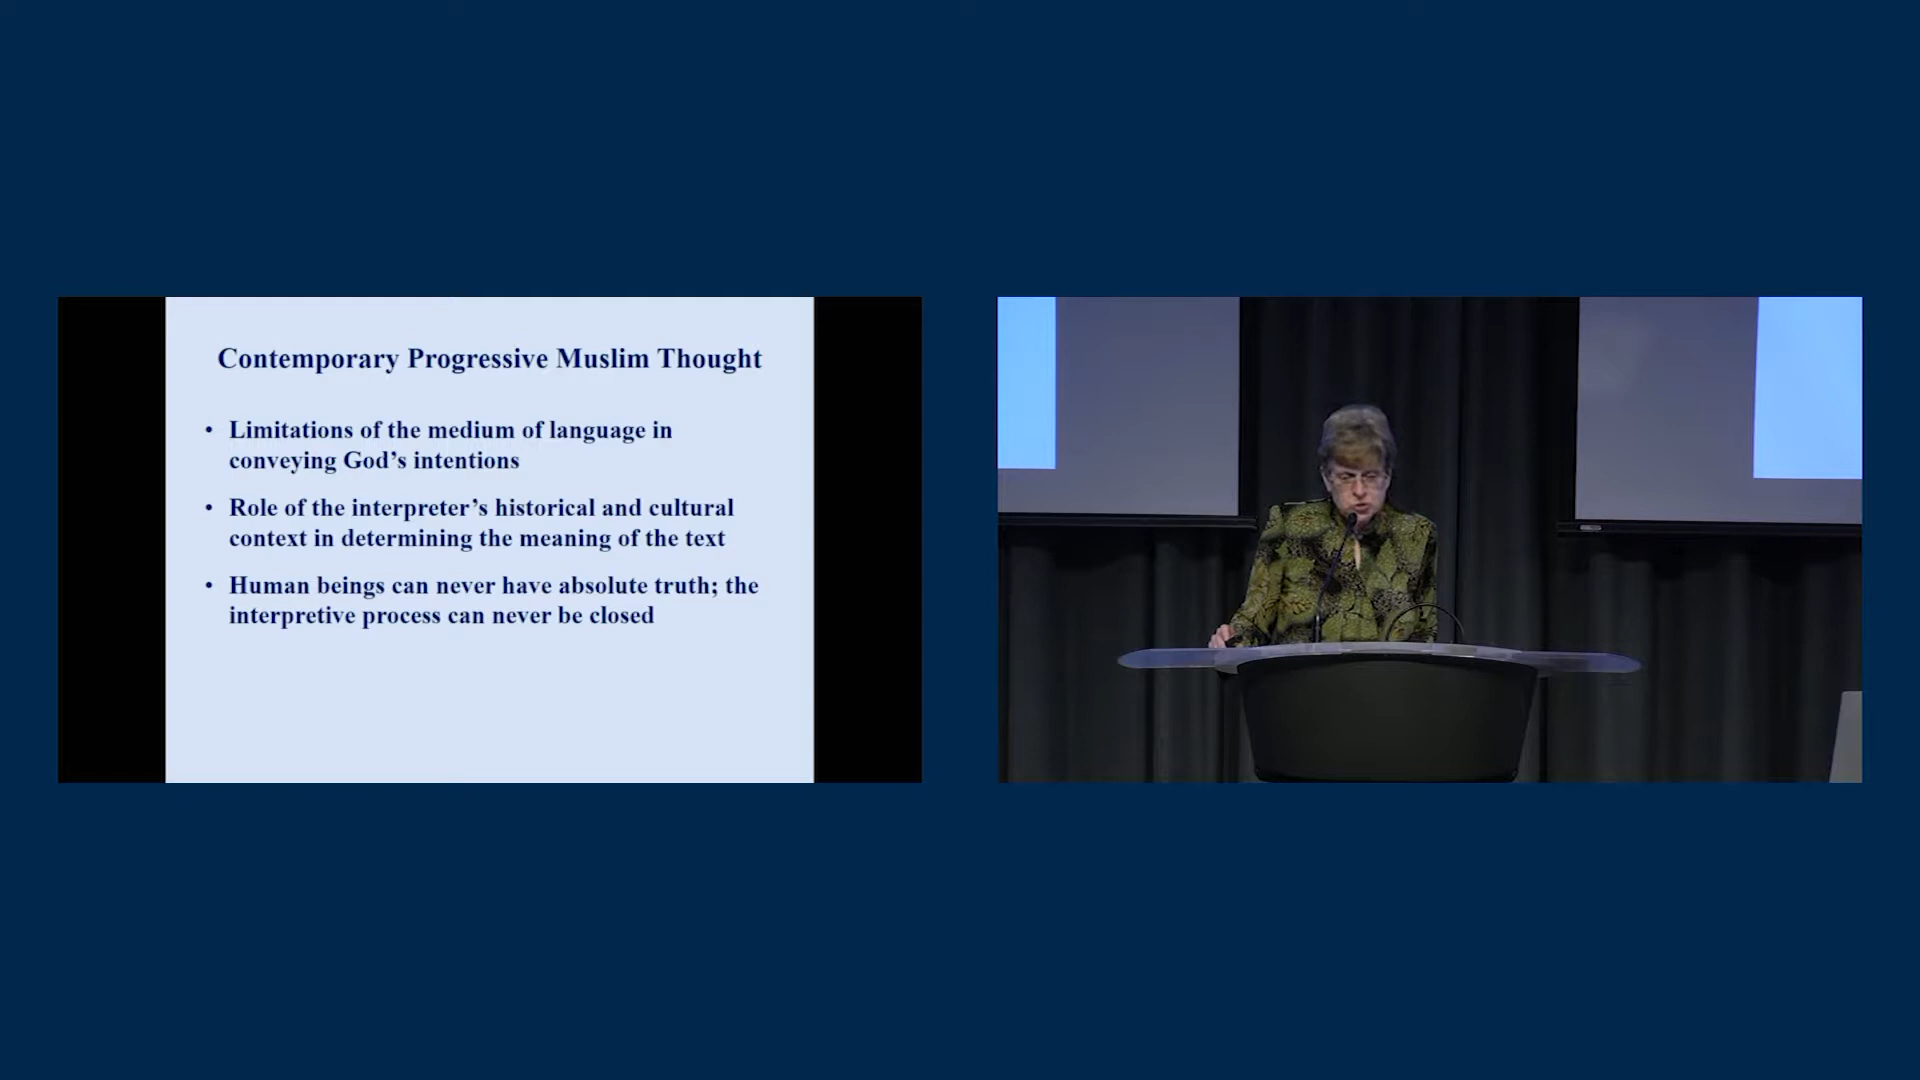 Contemporary Progressive Muslim Thought
• Limitations of the medium of language in
conveying God’s intentions
• Role of the interpreter’s historical and cultural
context in determining the meaning of the text
• Human beings can never have absolute truth; the
interpretive process can never be closed